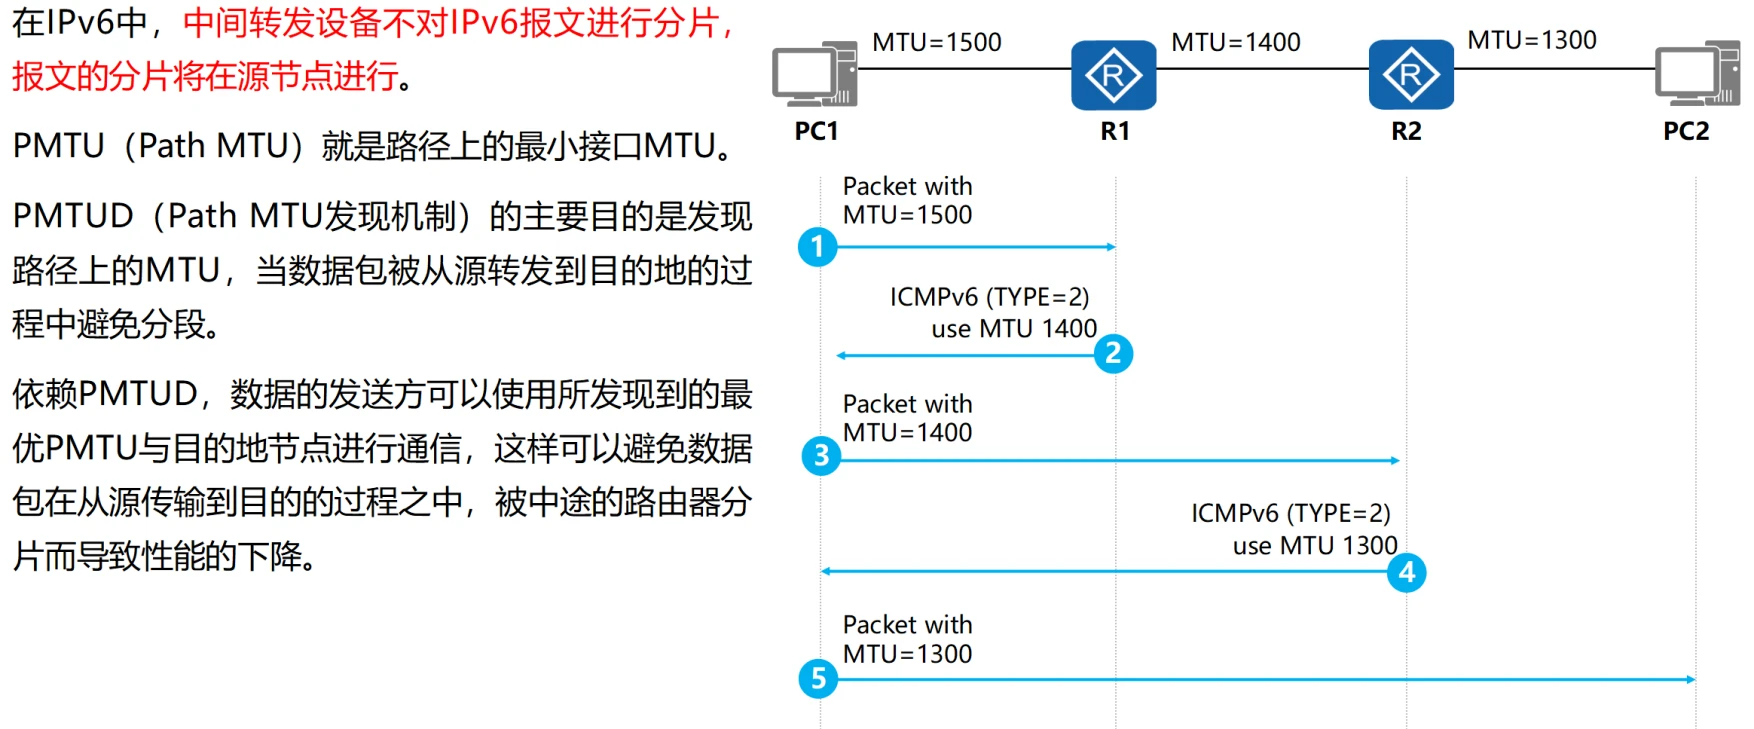 在IPv6中，中间转发设备不对IPv6报文进行分片，
报文的分片将在源节点进行。
PMTU（Path MTU）就是路径上的最小接口MTU。
PMTUD（Path MTU发现机制）的主要目的是发现
路径上的MTU，当数据包被从源转发到目的地的过
程中避免分段。
依赖PMTUD，数据的发送方可以使用所发现到的最
优PMTU与目的地节点进行通信，这样可以避免数据
包在从源传输到目的的过程之中，被中途的路由器分
片而导致性能的下降。
MTU=1500
MTU=1400
MTU=1300
R
R
PC1
R1
R2
PC2
Packet with
MTU=1500
1
ICMPv6 (TYPE=2)
use MTU 1400
2
Packet with
MTU=1400
3
ICMPv6 (TYPE=2)
use MTU 1300
4
Packet with
MTU=1300
5